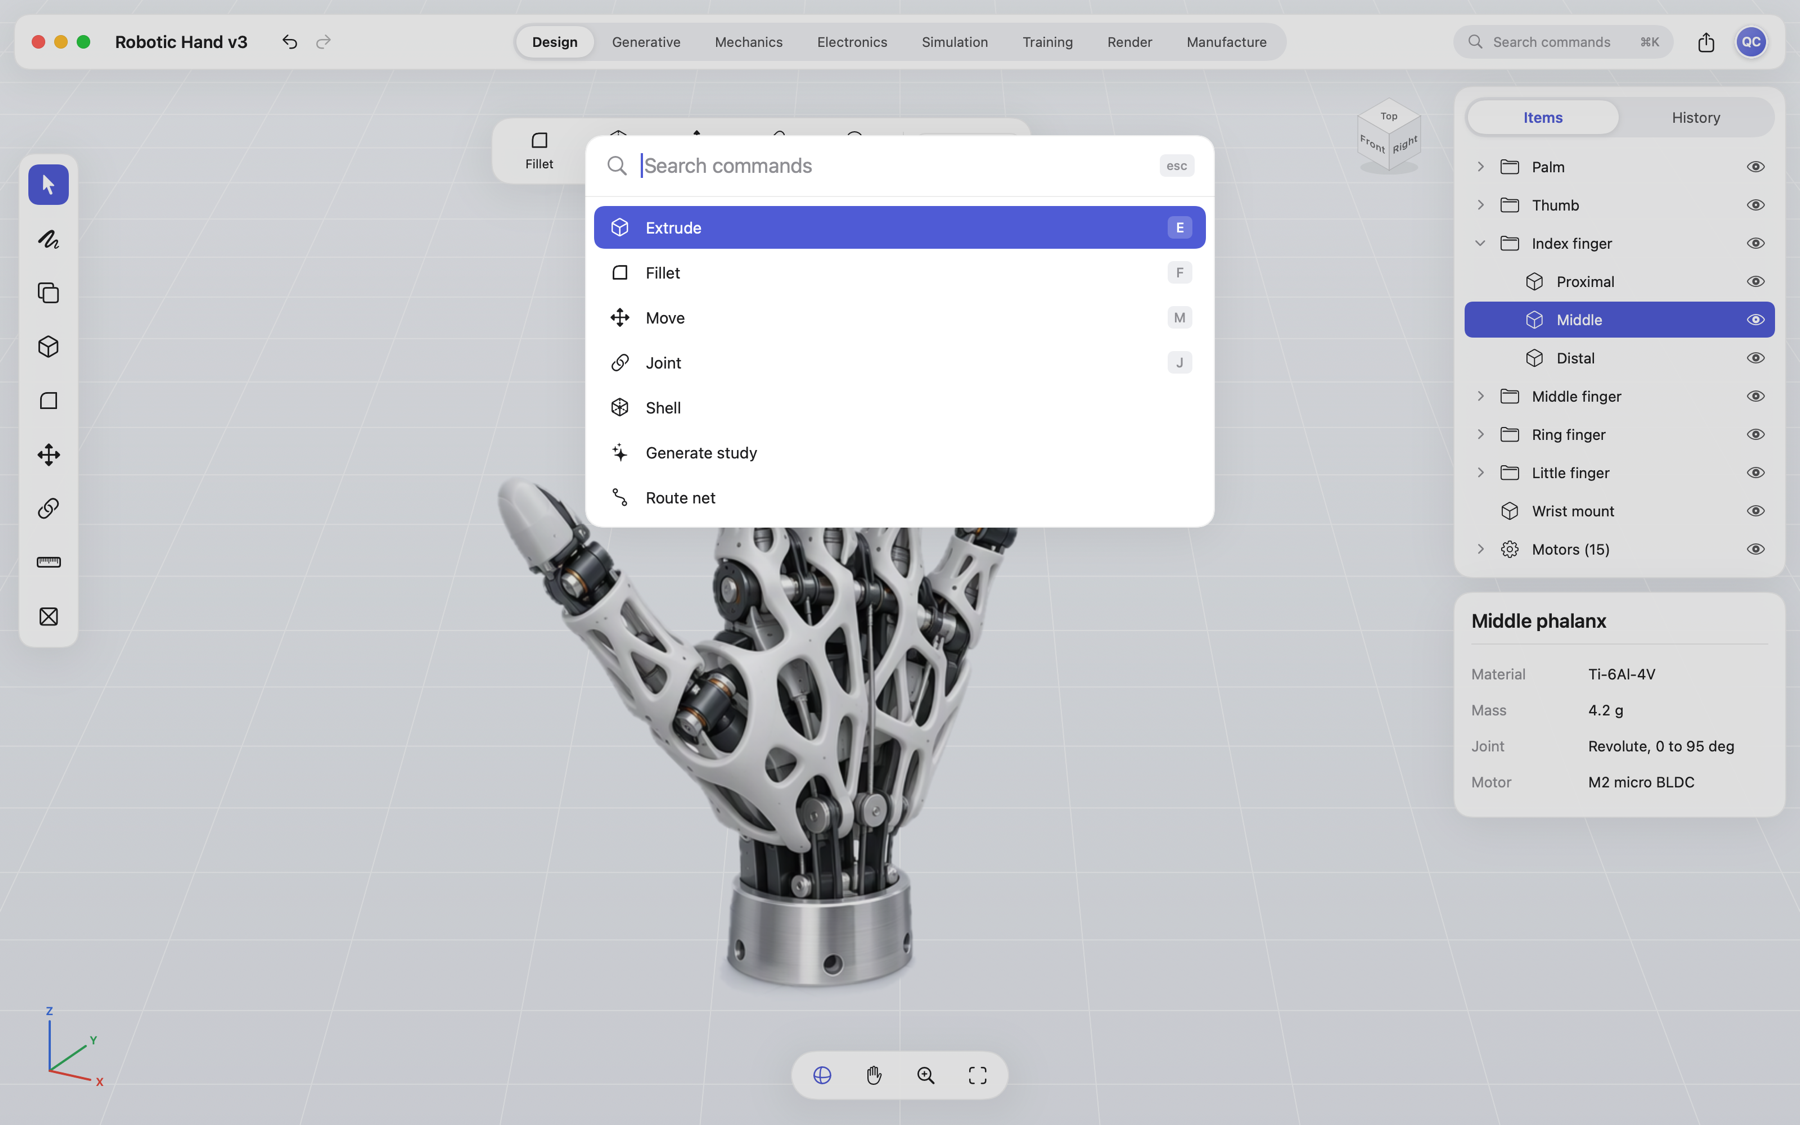 Robotic Hand v3
Design
Generative
Mechanics
Electronics
Simulation
Training
Render
Manufacture
Search commands ⌘K
QC
Fillet
Search commands
esc
Extrude E
Fillet F
Move M
Joint J
Shell
Generate study
Route net
Top
Front
Right
Items
History
Palm
Thumb
Index finger
Proximal
Middle
Distal
Middle finger
Ring finger
Little finger
Wrist mount
Motors (15)
Middle phalanx
Material Ti-6Al-4V
Mass 4.2 g
Joint Revolute, 0 to 95 deg
Motor M2 micro BLDC
Z
Y
X